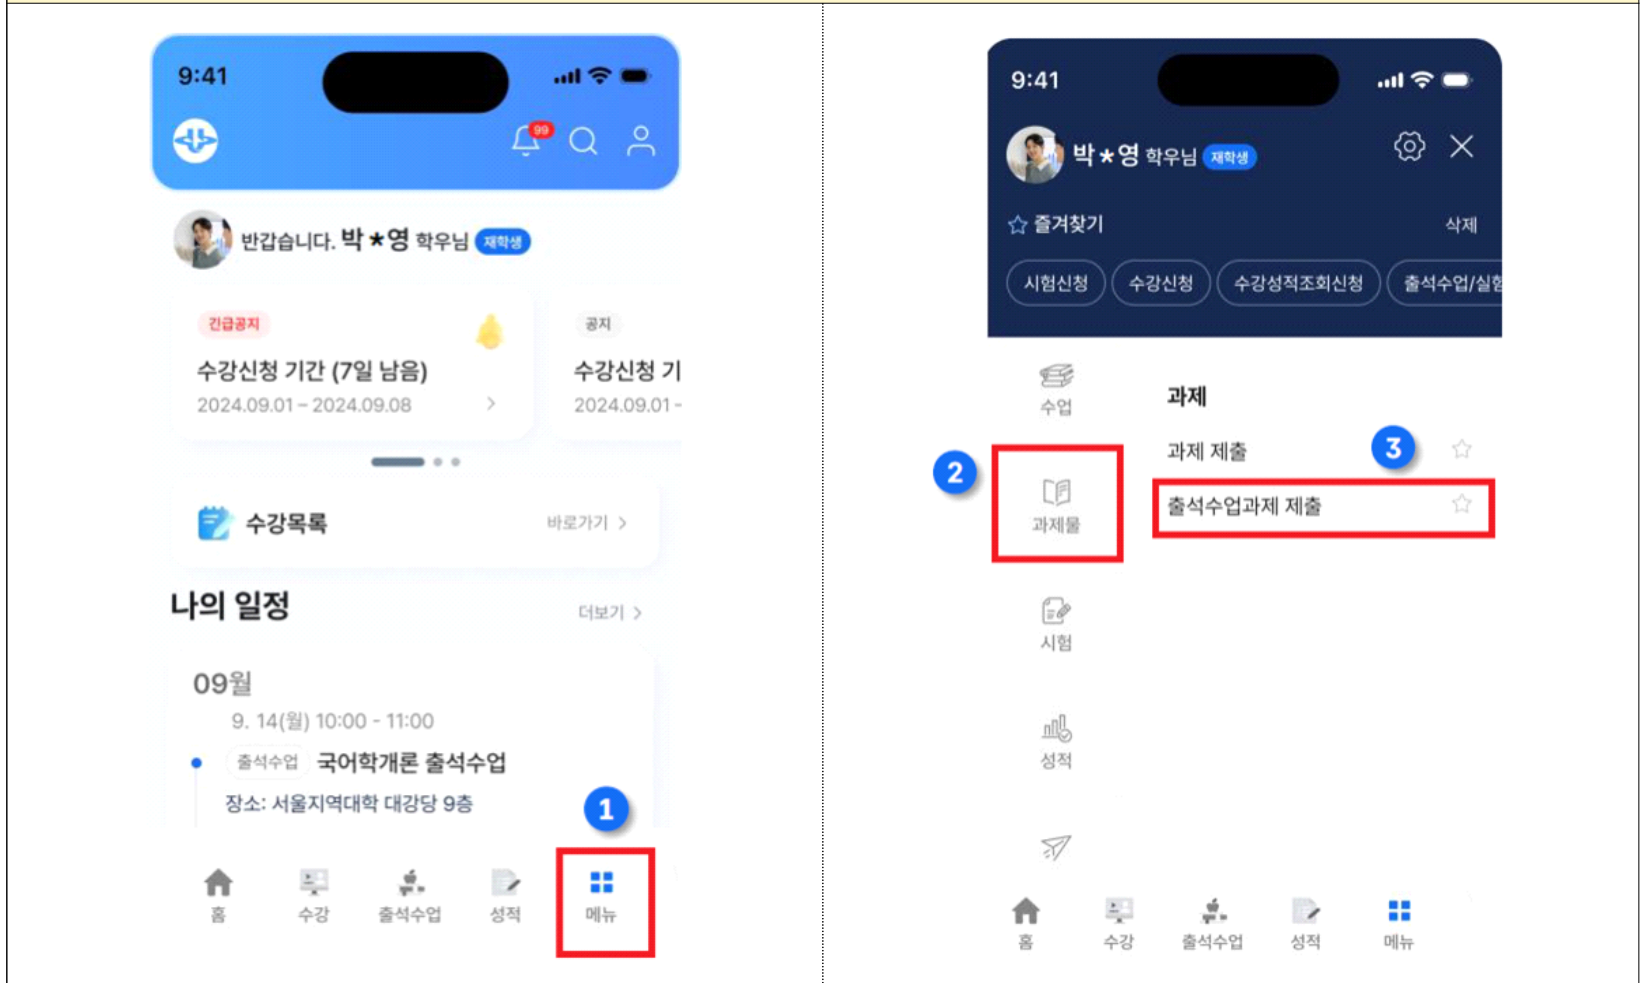 9:41
99
반갑습니다. 박*영 학우님 재학생
긴급공지
수강신청 기간 (7일 남음)
2024.09.01 – 2024.09.08
공지
수강신청 기
2024.09.01 –
수강목록
바로가기
나의 일정
더보기
09월
9. 14(월) 10:00 - 11:00
출석수업 국어학개론 출석수업
장소: 서울지역대학 대강당 9층
1
홈 수강 출석수업 성적 메뉴
9:41
박*영 학우님 재학생
즐겨찾기 삭제
시험신청 수강신청 수강성적조회신청 출석수업/실험
수업
과제
과제 제출
3
2
과제물
출석수업과제 제출
시험
성적
홈 수강 출석수업 성적 메뉴